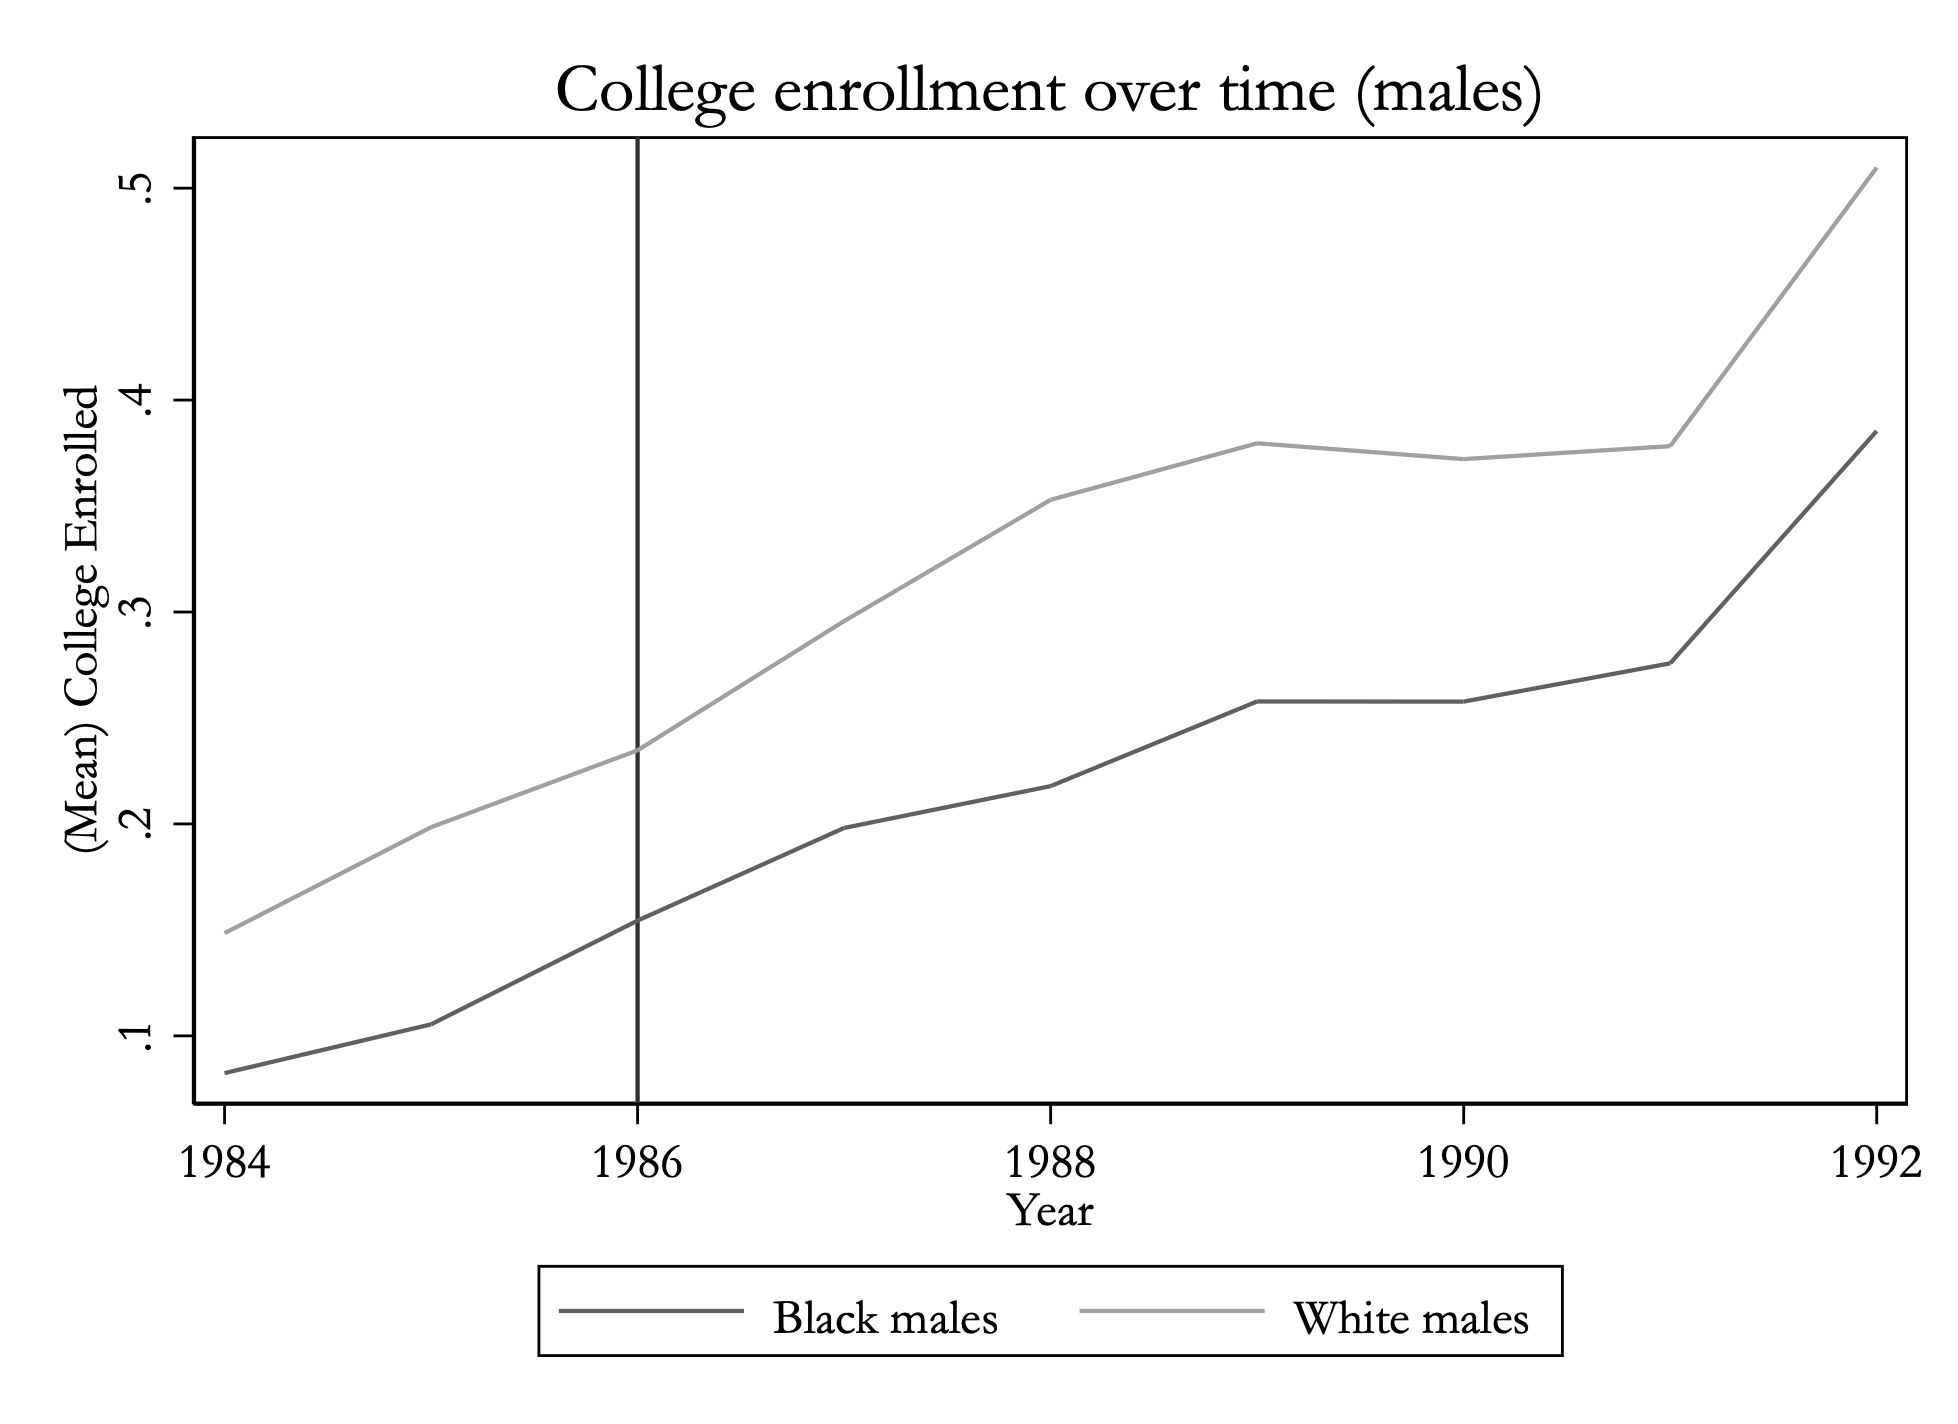 College enrollment over time (males)
(Mean) College Enrolled
.5
.4
.3
.2
.1
1984 1986 1988 1990 1992
Year
Black males White males